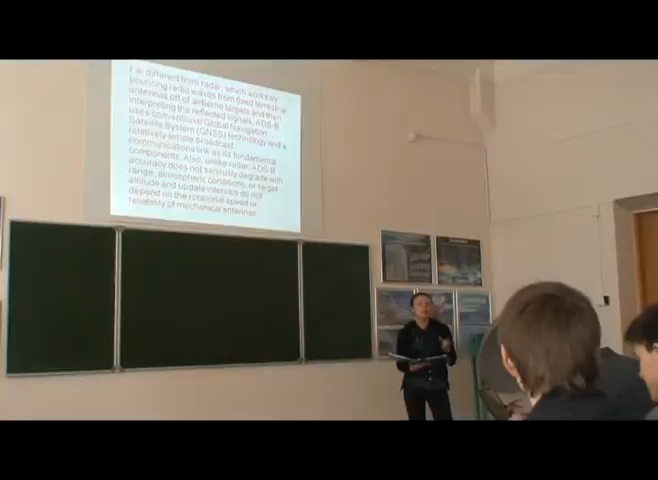 Far different from radar, which works by
bouncing radio waves from fixed terrestrial
antennas off of airborne targets and then
interpreting the reflected signals, ADS-B
uses conventional Global Navigation
Satellite System (GNSS) technology and a
relatively simple broadcast
communications link as its fundamental
components. Also, unlike radar, ADS-B
accuracy does not seriously degrade with
range, atmospheric conditions, or target
altitude and update intervals do not
depend on the rotational speed or
reliability of mechanical antennas